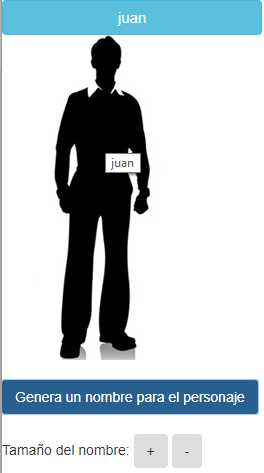 juan
juan
Genera un nombre para el personaje
Tamaño del nombre: + -